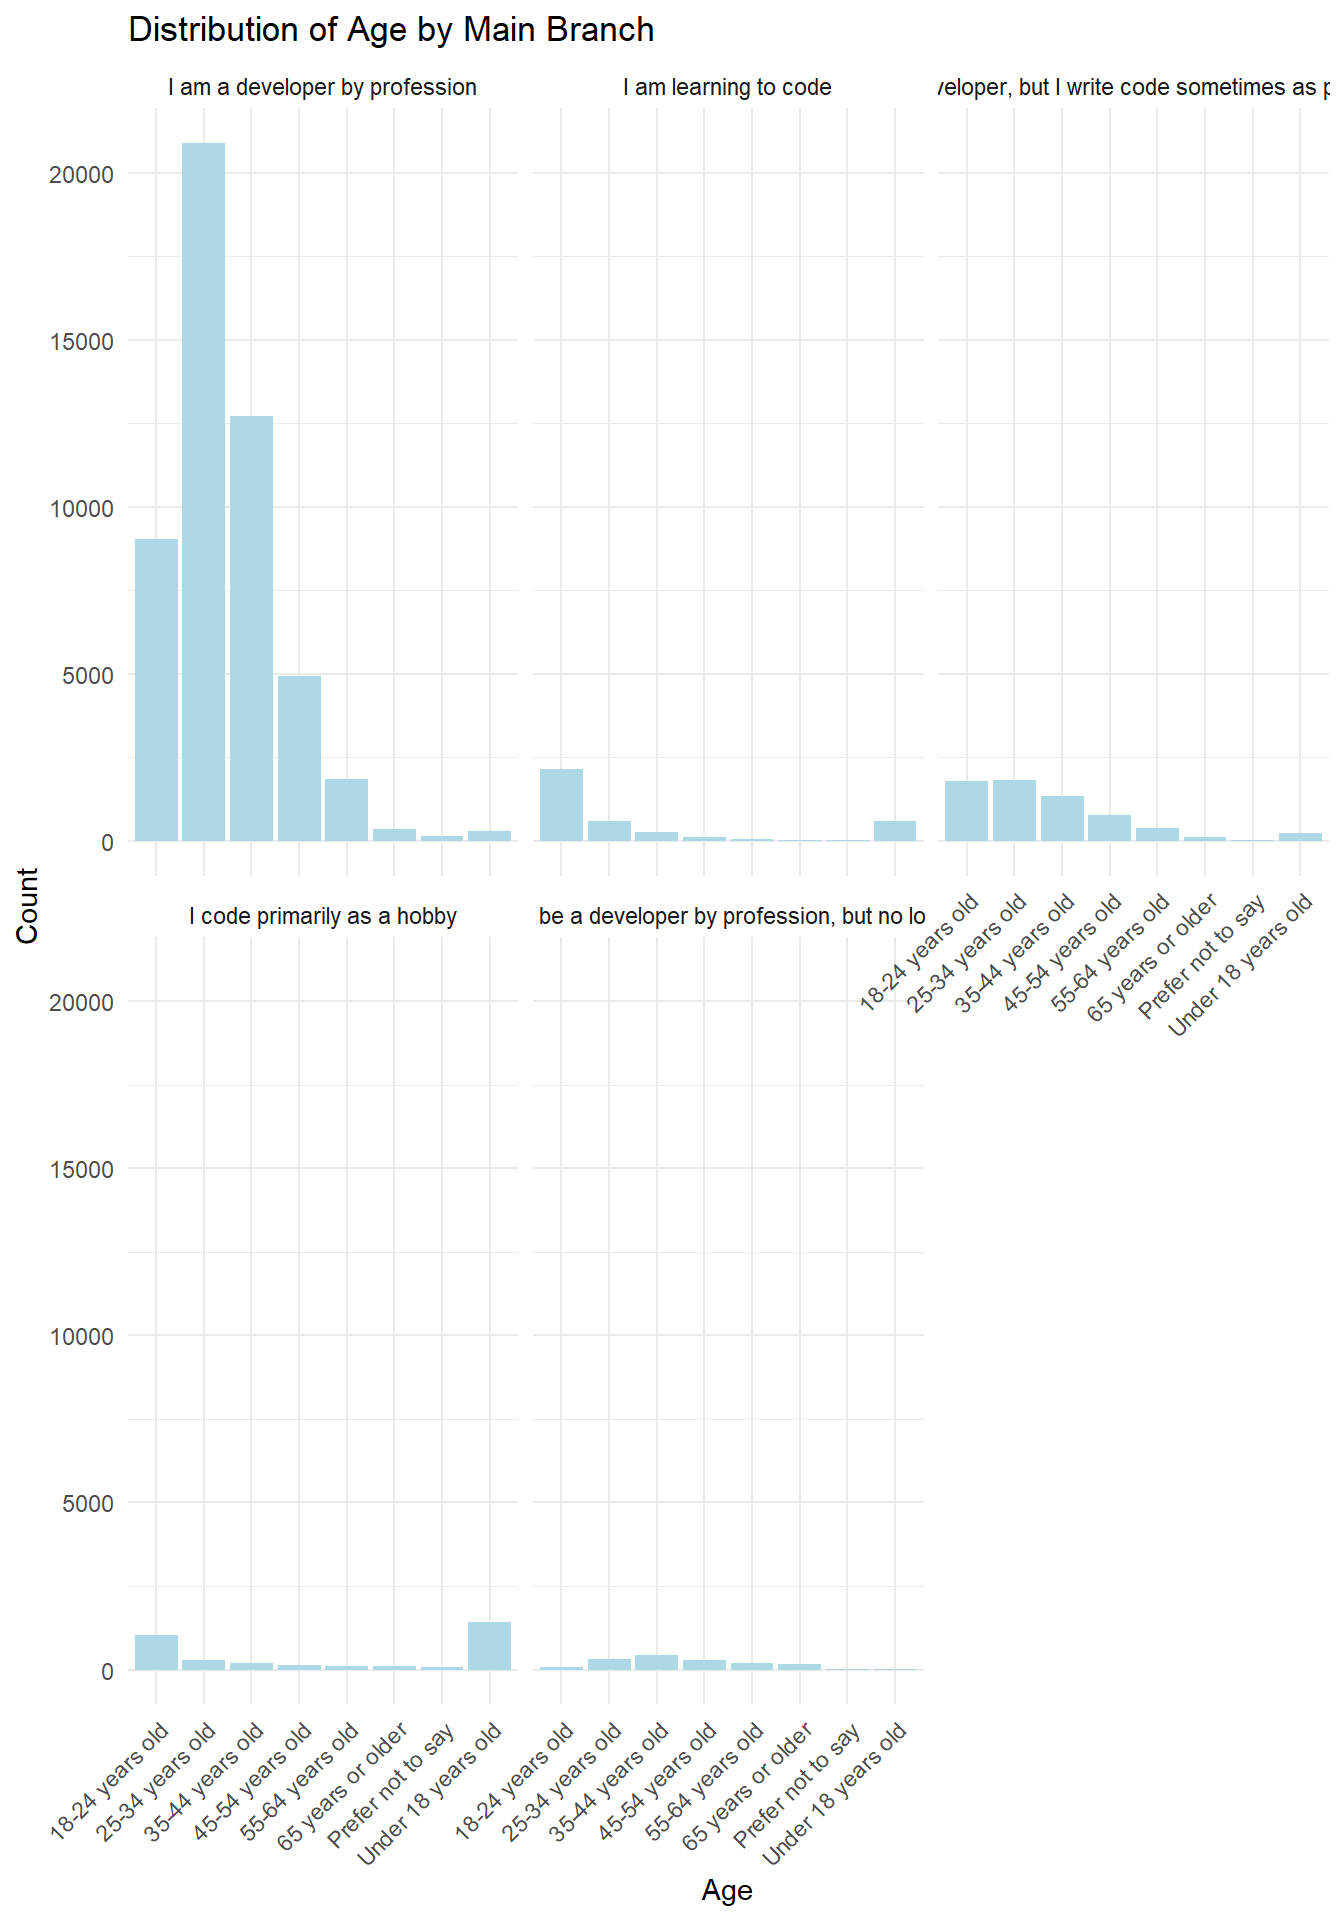 Distribution of Age by Main Branch
I am a developer by profession
I am learning to code
veloper, but I write code sometimes as p
20000
15000
10000
5000
0
Count
18-24 years old
25-34 years old
35-44 years old
45-54 years old
55-64 years old
65 years or older
Prefer not to say
Under 18 years old
I code primarily as a hobby
be a developer by profession, but no lo
20000
15000
10000
5000
0
18-24 years old
25-34 years old
35-44 years old
45-54 years old
55-64 years old
65 years or older
Prefer not to say
Under 18 years old
18-24 years old
25-34 years old
35-44 years old
45-54 years old
55-64 years old
65 years or older
Prefer not to say
Under 18 years old
Age